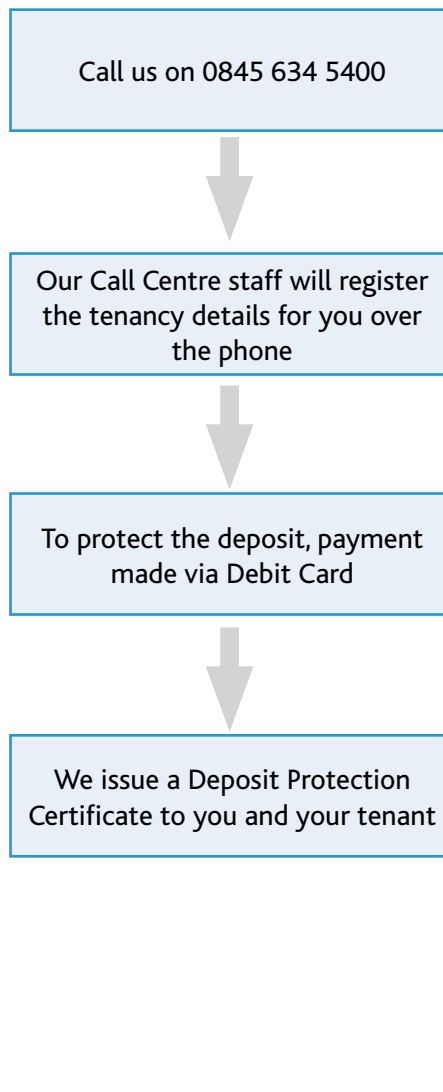 Call us on 0845 634 5400
Our Call Centre staff will register
the tenancy details for you over
the phone
To protect the deposit, payment
made via Debit Card
We issue a Deposit Protection
Certificate to you and your tenant